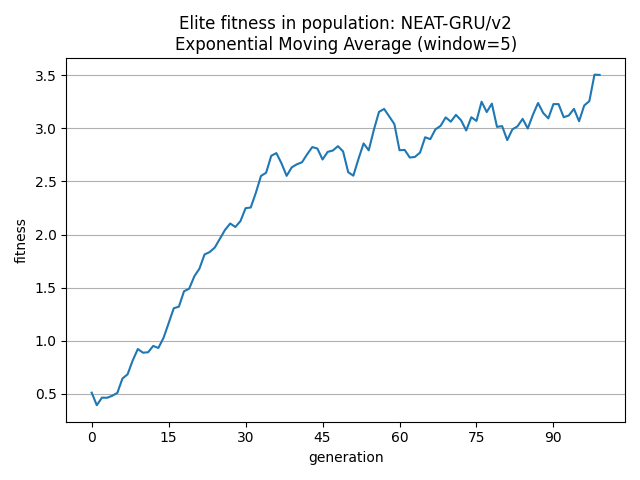 Elite fitness in population: NEAT-GRU/v2
Exponential Moving Average (window=5)
fitness
3.5
3.0
2.5
2.0
1.5
1.0
0.5
0 15 30 45 60 75 90
generation